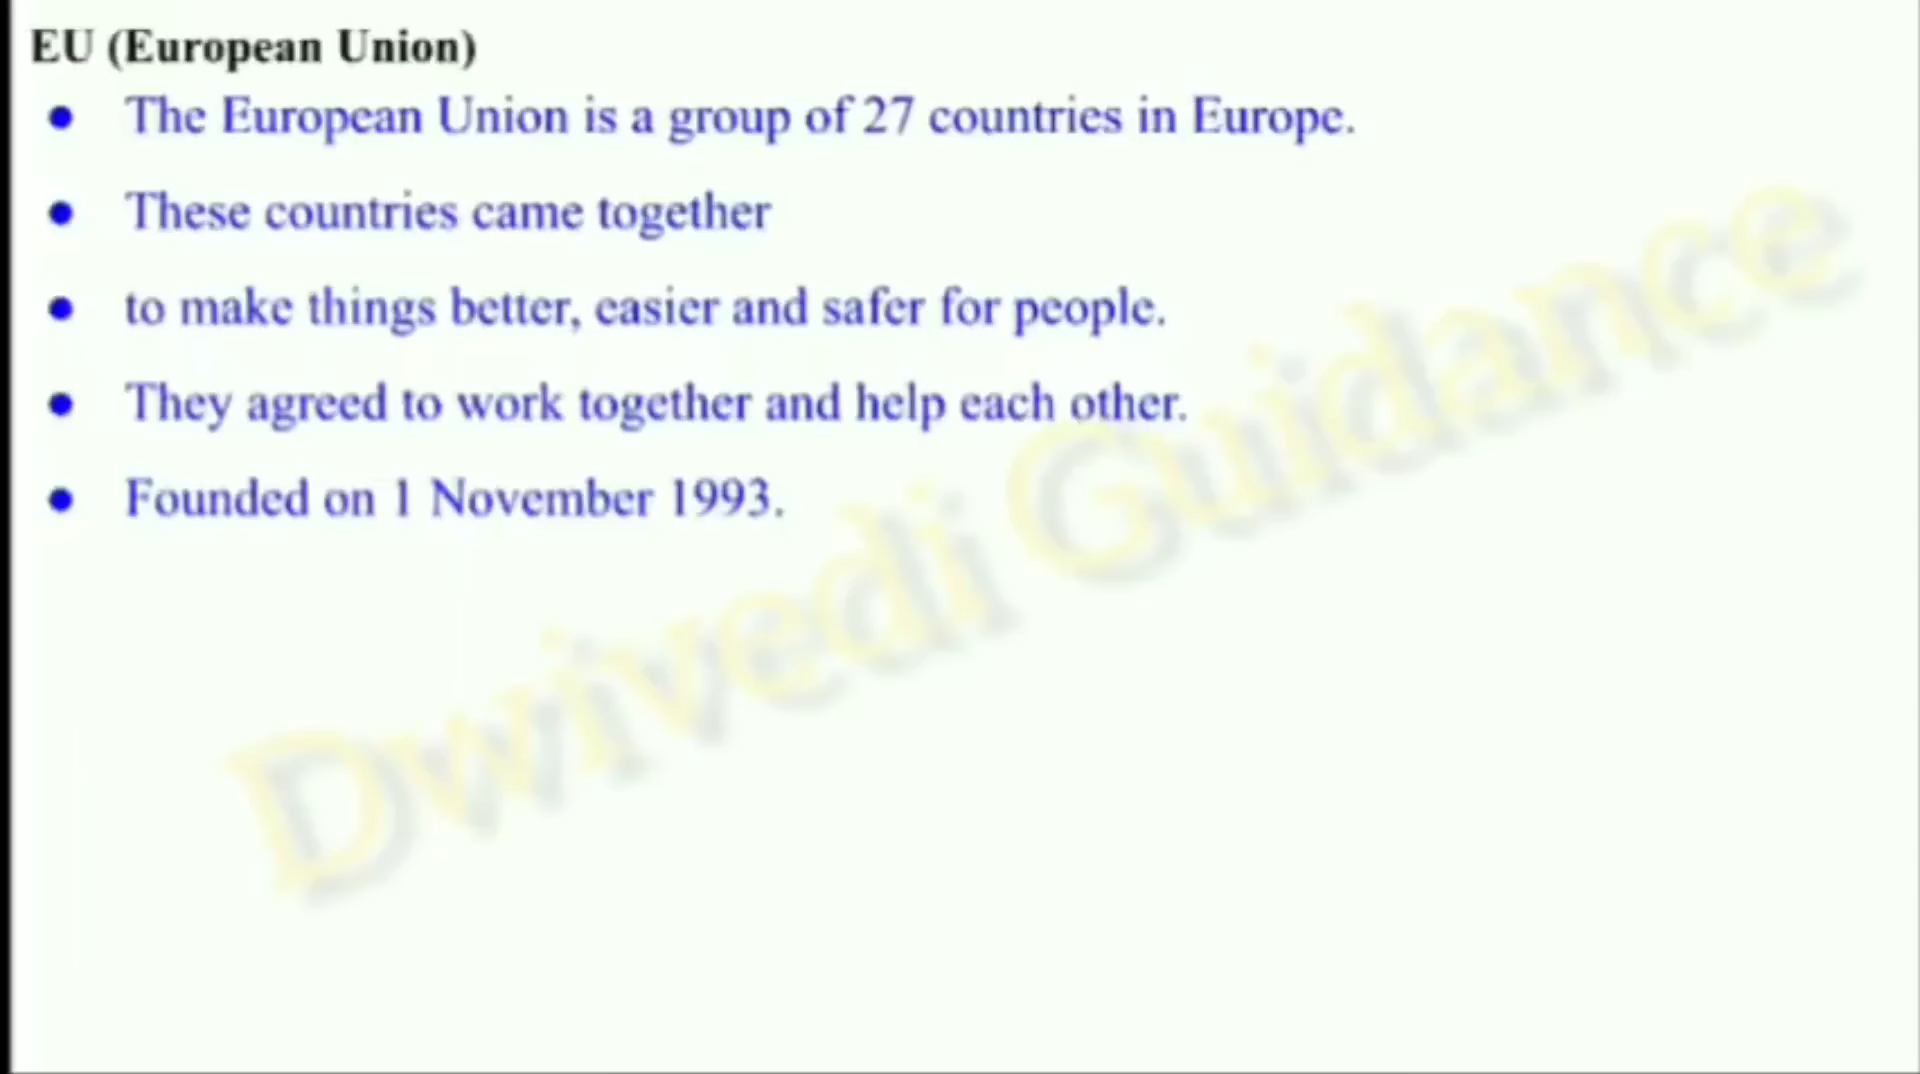 EU (European Union)
● The European Union is a group of 27 countries in Europe.
● These countries came together
● to make things better, easier and safer for people.
● They agreed to work together and help each other.
● Founded on 1 November 1993.
Dwivedi Guidance